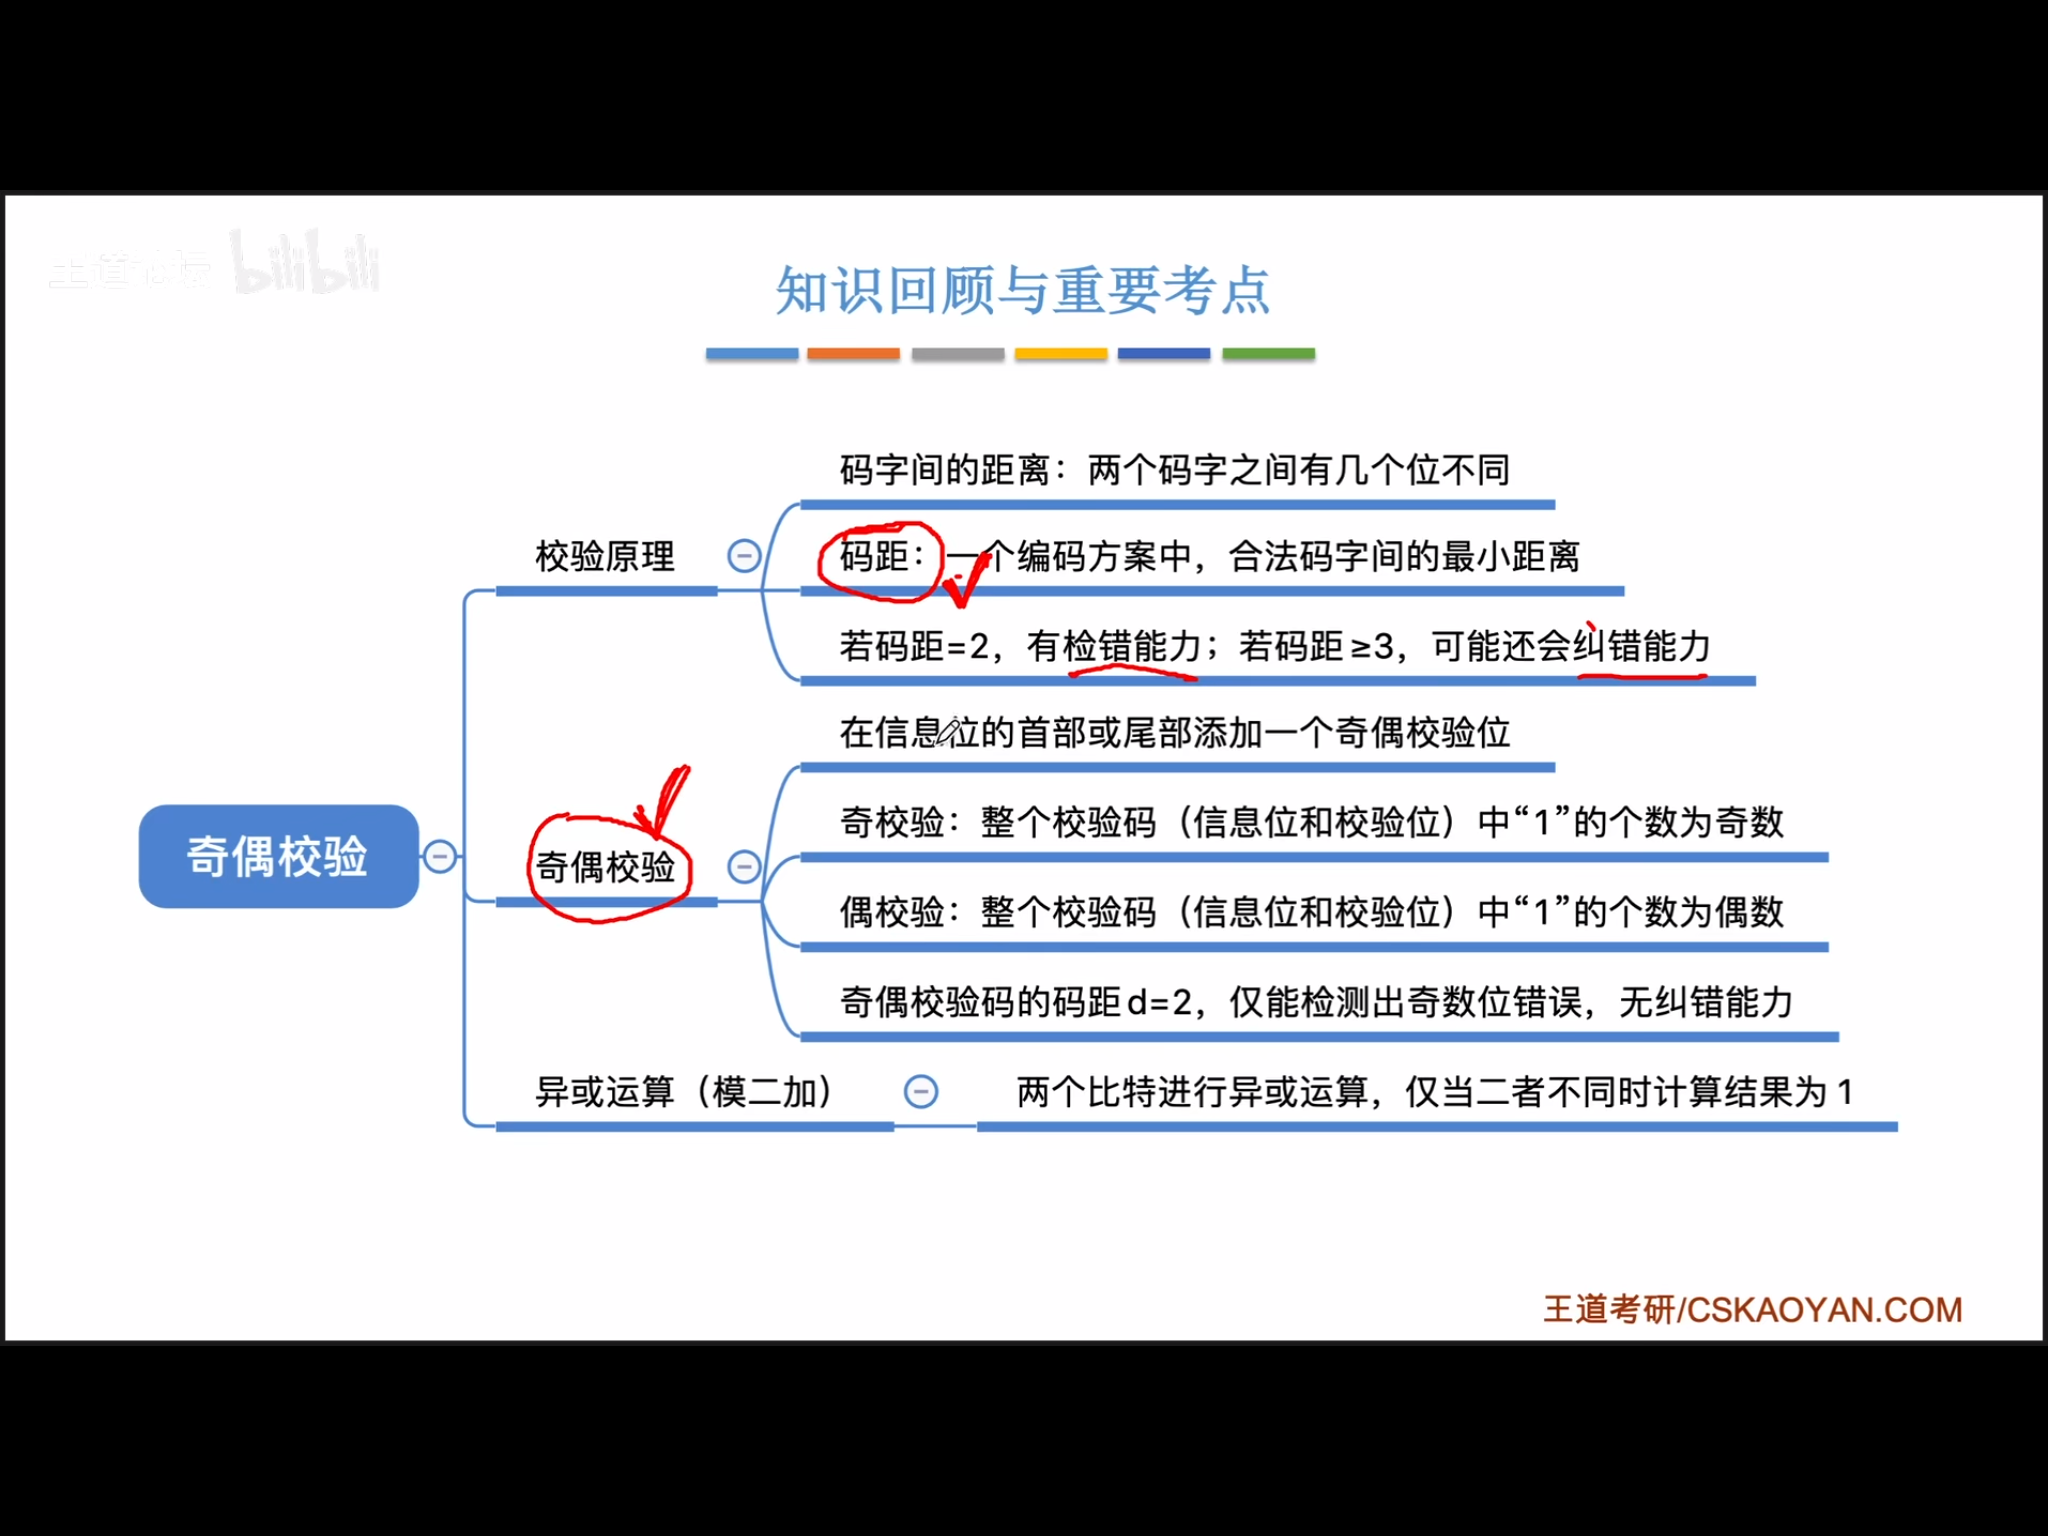 王道论坛 bilibili
知识回顾与重要考点
码字间的距离：两个码字之间有几个位不同
校验原理
码距：一个编码方案中，合法码字间的最小距离
若码距=2，有检错能力；若码距≥3，可能还会纠错能力
在信息位的首部或尾部添加一个奇偶校验位
奇校验：整个校验码（信息位和校验位）中“1”的个数为奇数
奇偶校验
奇偶校验
偶校验：整个校验码（信息位和校验位）中“1”的个数为偶数
奇偶校验码的码距d=2，仅能检测出奇数位错误，无纠错能力
异或运算（模二加）
两个比特进行异或运算，仅当二者不同时计算结果为1
王道考研/CSKAOYAN.COM